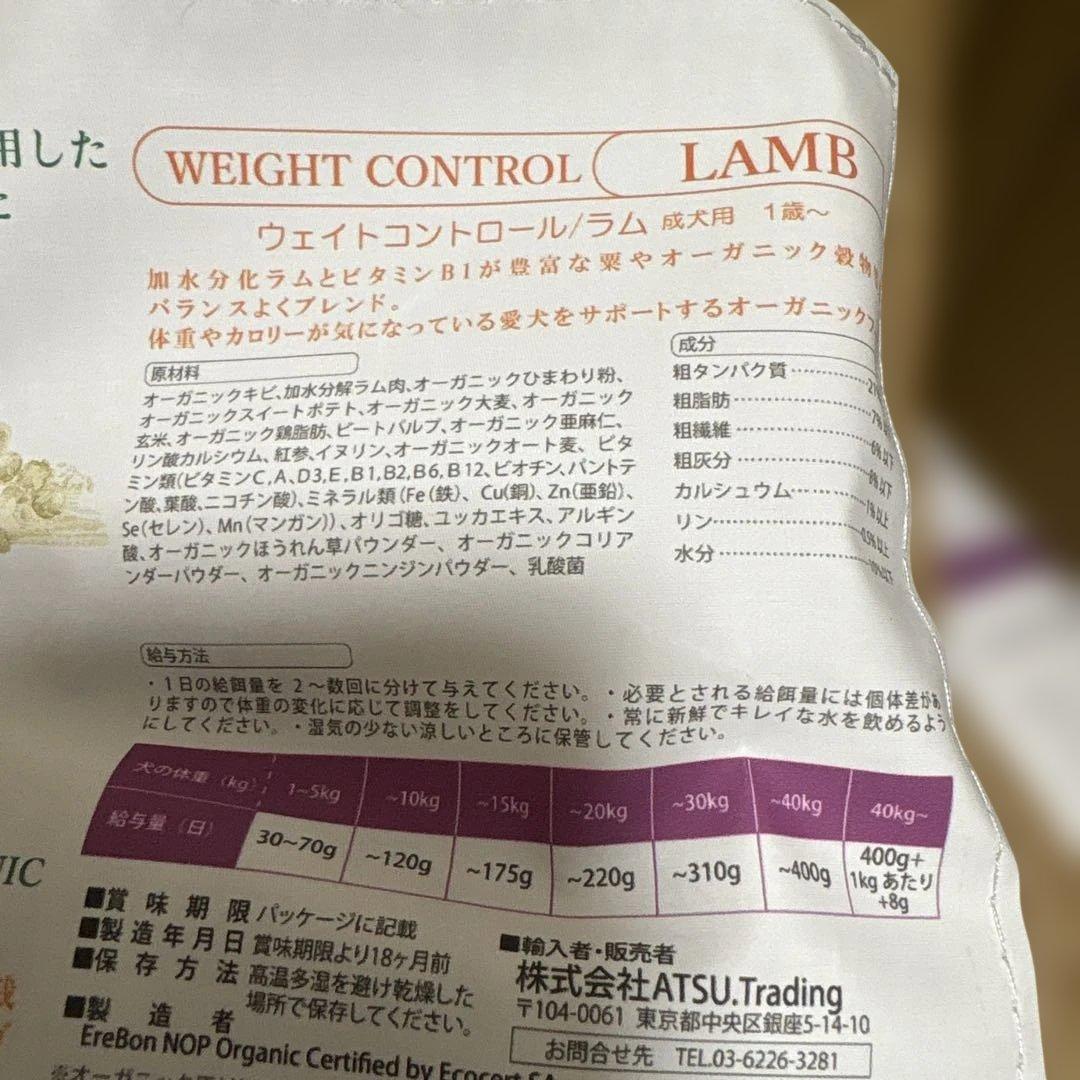 用した
WEIGHT CONTROL LAMB
ウェイトコントロール/ラム 成犬用 1歳～
加水分化ラムとビタミンB1が豊富な粟やオーガニック穀物
バランスよくブレンド。
体重やカロリーが気になっている愛犬をサポートするオーガニック
原材料
オーガニックキビ、加水分解ラム肉、オーガニックひまわり粉、
オーガニックスイートポテト、オーガニック大麦、オーガニック
玄米、オーガニック鶏脂肪、ビートパルプ、オーガニック亜麻仁、
リン酸カルシウム、紅参、イヌリン、オーガニックオート麦、ビタ
ミン類(ビタミンC,A,D3,E,B1,B2,B6,B12、ビオチン、パントテ
ン酸、葉酸、ニコチン酸)、ミネラル類(Fe(鉄)、Cu(銅)、Zn(亜鉛)、
Se(セレン)、Mn(マンガン))、オリゴ糖、ユッカエキス、アルギン
酸、オーガニックほうれん草パウダー、オーガニックコリア
ンダーパウダー、オーガニックニンジンパウダー、乳酸菌
成分
粗タンパク質
粗脂肪
粗繊維 6%以下
粗灰分 8%以下
カルシュウム 1%以上
リン 0.5%以上
水分 10%以下
給与方法
・1日の給餌量を 2～数回に分けて与えてください。・必要とされる給餌量には個体差があ
りますので体重の変化に応じて調整をしてください。・常に新鮮でキレイな水を飲めるよう
にしてください。・湿気の少ない涼しいところに保管してください。
犬の体重(kg) 1~5kg ~10kg ~15kg ~20kg ~30kg ~40kg 40kg~
給与量(日) 30~70g ~120g ~175g ~220g ~310g ~400g 400g+ 1kgあたり +8g
NIC
■賞味期限 パッケージに記載
■製造年月日 賞味期限より18ヶ月前
■保存方法 高温多湿を避け乾燥した
場所で保存してください。
■製造者
EreBon NOP Organic Certified by Ecocert SA
■輸入者・販売者
株式会社ATSU.Trading
〒104-0061 東京都中央区銀座5-14-10
お問合せ先 TEL.03-6226-3281